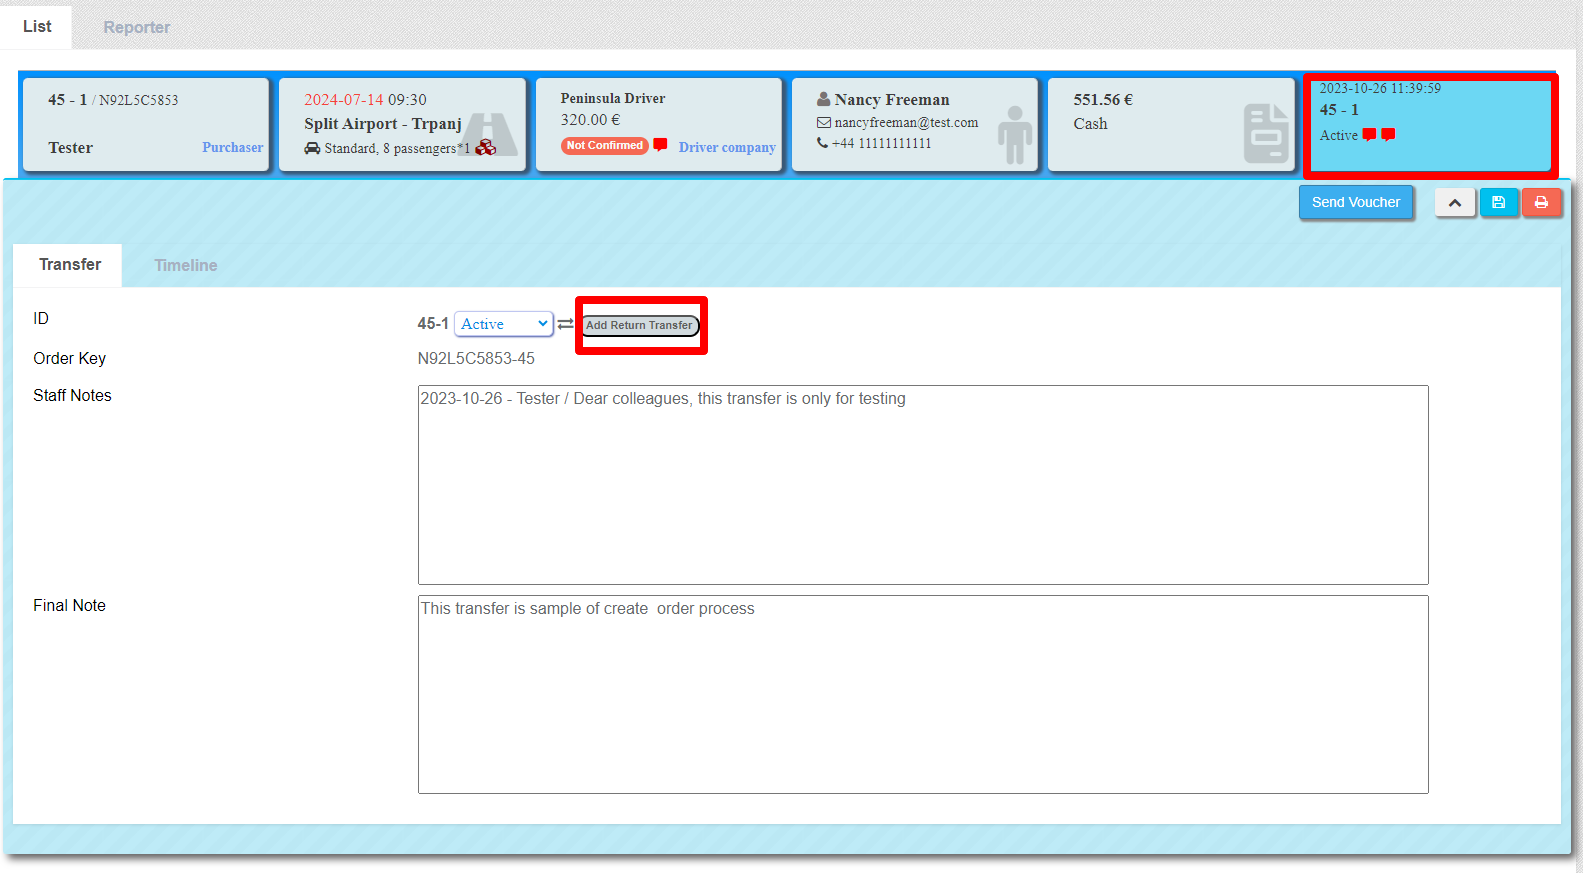 List
Reporter
45 - 1 / N92L5C5853
Tester
Purchaser
2024-07-14 09:30
Split Airport - Trpanj
Standard, 8 passengers*1
Peninsula Driver
320.00 €
Not Confirmed
Driver company
Nancy Freeman
nancyfreeman@test.com
+44 11111111111
551.56 €
Cash
2023-10-26 11:39:59
45 - 1
Active
Send Voucher
Transfer
Timeline
ID
45-1 Active Add Return Transfer
Order Key
N92L5C5853-45
Staff Notes
2023-10-26 - Tester / Dear colleagues, this transfer is only for testing
Final Note
This transfer is sample of create  order process